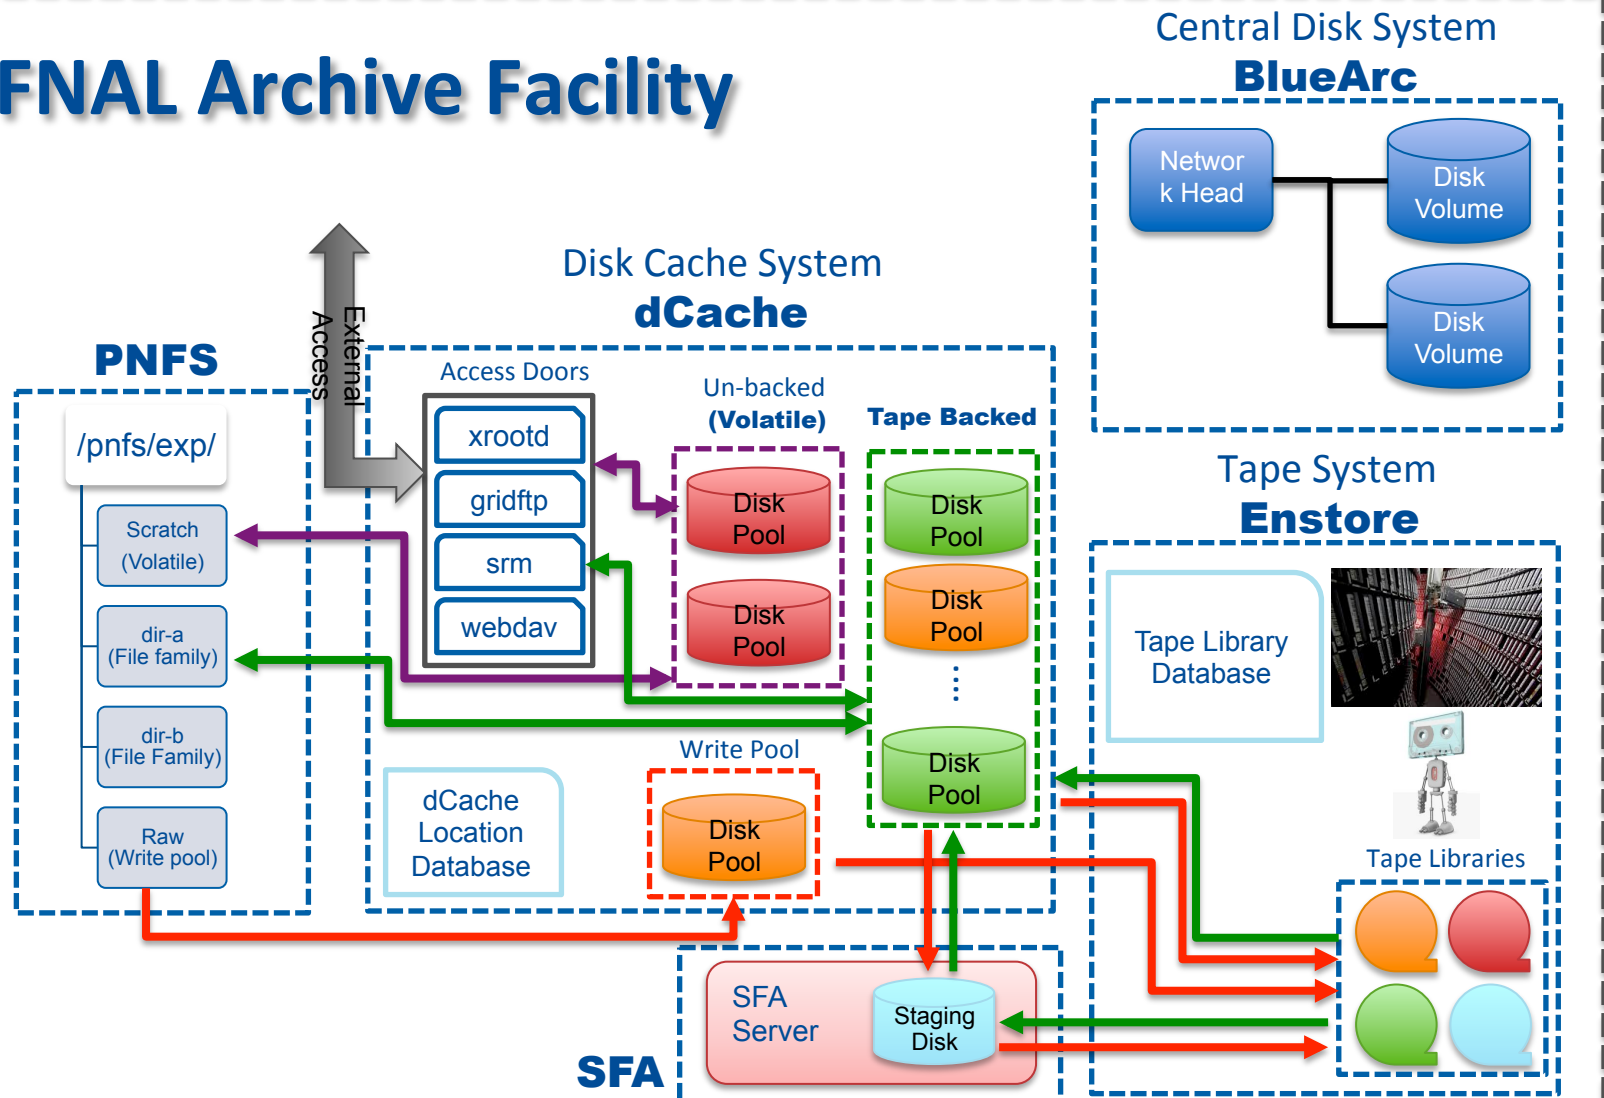 FNAL Archive Facility
Central Disk System
BlueArc
Networ
k Head
Disk
Volume
Disk
Volume
External
Access
Disk Cache System
dCache
PNFS
/pnfs/exp/
Scratch
(Volatile)
dir-a
(File family)
dir-b
(File Family)
Raw
(Write pool)
Access Doors
xrootd
gridftp
srm
webdav
Un-backed
(Volatile)
Disk
Pool
Disk
Pool
Tape Backed
Disk
Pool
Disk
Pool
Disk
Pool
Write Pool
Disk
Pool
dCache
Location
Database
Tape System
Enstore
Tape Library
Database
Tape Libraries
SFA
Server
Staging
Disk
SFA